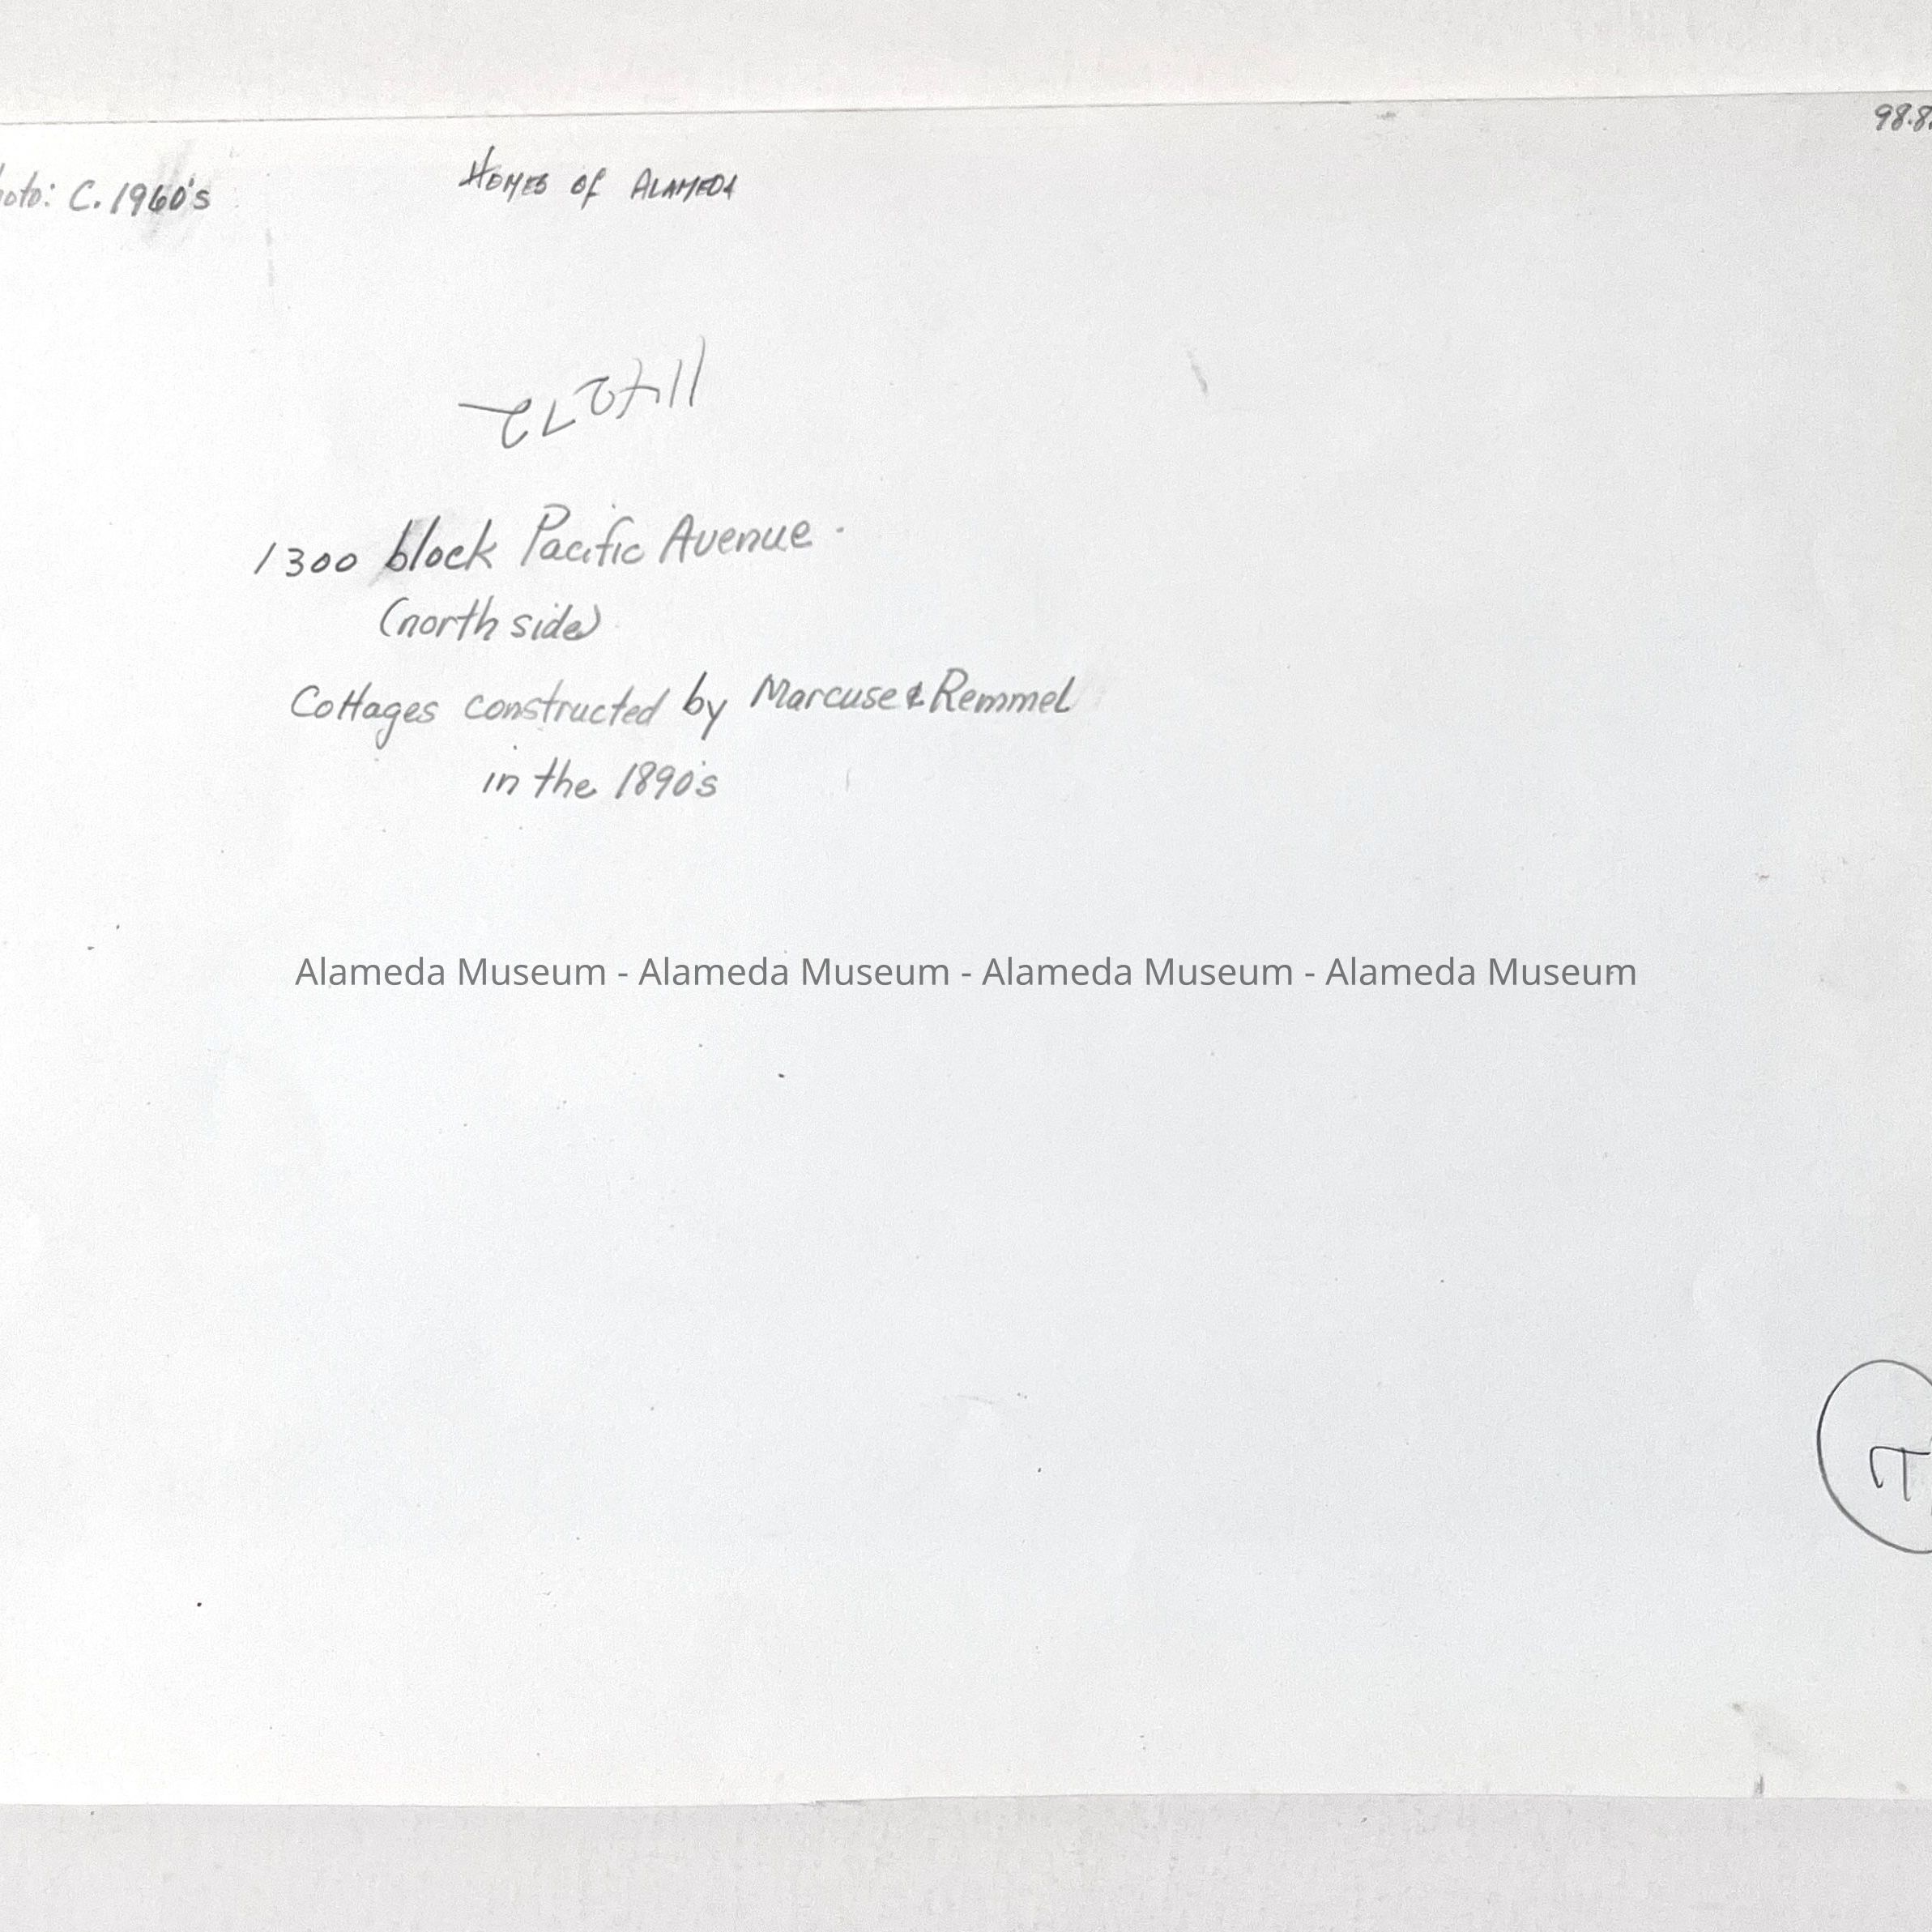 98.8
oto: C. 1960's
HOMES OF ALAMEDA
1300 block Pacific Avenue
(north side)
Cottages constructed by Marcuse & Remmel
in the 1890's
Alameda Museum - Alameda Museum - Alameda Museum - Alameda Museum